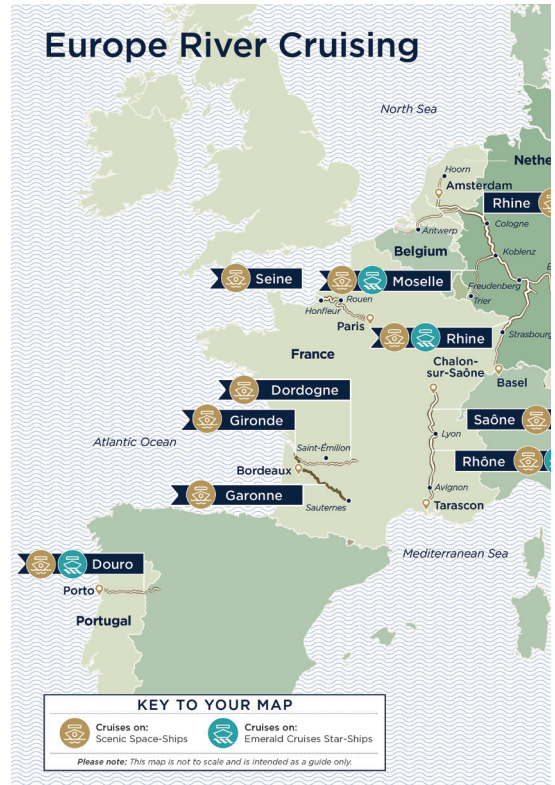 Europe River Cruising
North Sea
Nethe
Hoorn
Amsterdam
Rhine
Cologne
Antwerp
Belgium
Koblenz
Seine
Moselle
Freudenberg
Trier
Rouen
Honfleur
Paris
Rhine
Strasbourg
France
Chalon-
sur-Saône
Basel
Dordogne
Gironde
Saône
Atlantic Ocean
Lyon
Saint-Émilion
Bordeaux
Rhône
Garonne
Sauternes
Avignon
Tarascon
Mediterranean Sea
Douro
Porto
Portugal
KEY TO YOUR MAP
Cruises on:
Scenic Space-Ships
Cruises on:
Emerald Cruises Star-Ships
Please note: This map is not to scale and is intended as a guide only.